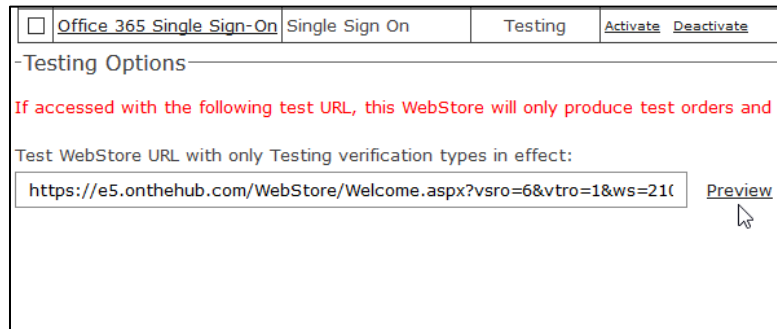 Office 365 Single Sign-On Single Sign On Testing Activate Deactivate
Testing Options
If accessed with the following test URL, this WebStore will only produce test orders and
Test WebStore URL with only Testing verification types in effect:
https://e5.onthehub.com/WebStore/Welcome.aspx?vsro=6&vtro=1&ws=210 Preview